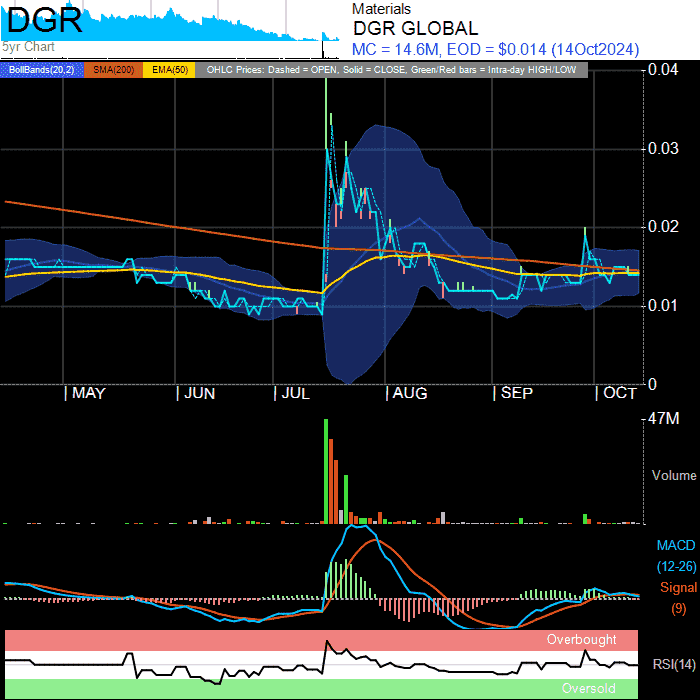 DGR
5yr Chart
Materials
DGR GLOBAL
MC = 14.6M, EOD = $0.014 (14Oct2024)
BollBands(20,2) SMA(200) EMA(50) OHLC Prices: Dashed = OPEN, Solid = CLOSE, Green/Red bars = Intra-day HIGH/LOW
0.04
0.03
0.02
0.01
0
| MAY | JUN | JUL | AUG | SEP | OCT
47M
Volume
MACD
(12-26)
Signal
(9)
Overbought
RSI(14)
Oversold